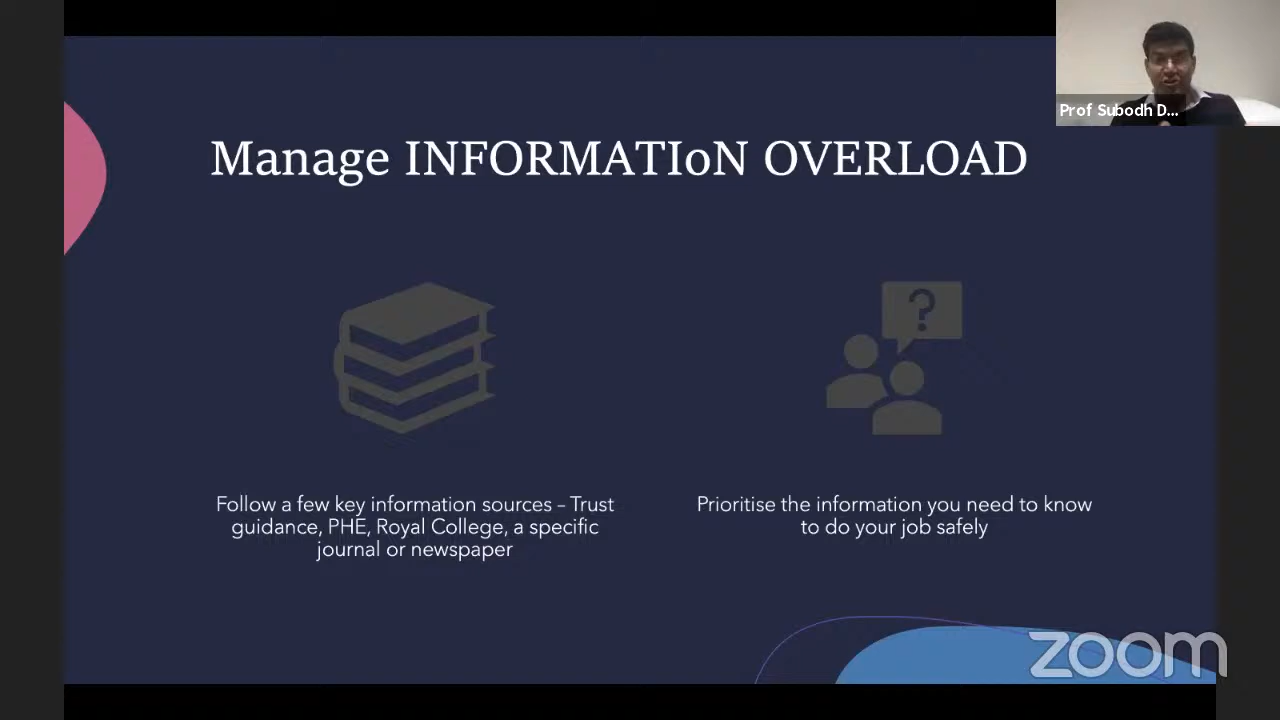 Prof Subodh D...
Manage INFORMATIoN OVERLOAD
?
Follow a few key information sources – Trust
guidance, PHE, Royal College, a specific
journal or newspaper
Prioritise the information you need to know
to do your job safely
zoom